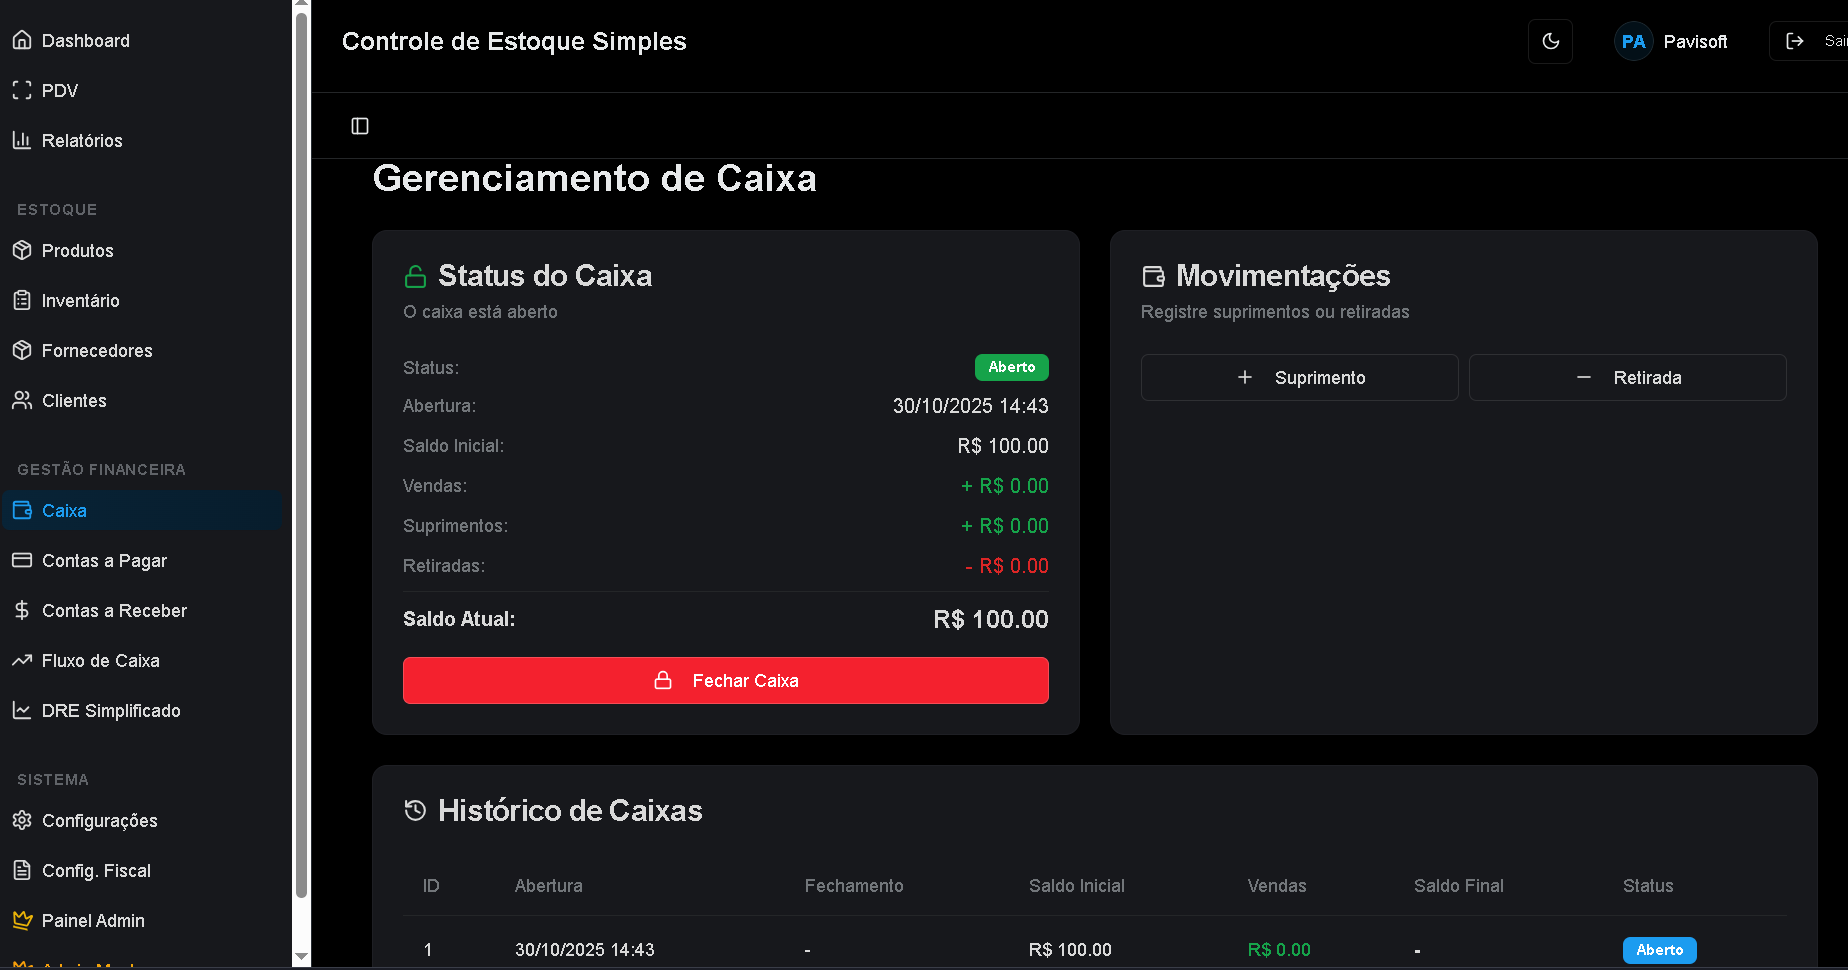 Dashboard
PDV
Relatórios
ESTOQUE
Produtos
Inventário
Fornecedores
Clientes
GESTÃO FINANCEIRA
Caixa
Contas a Pagar
Contas a Receber
Fluxo de Caixa
DRE Simplificado
SISTEMA
Configurações
Config. Fiscal
Painel Admin
Controle de Estoque Simples
PA Pavisoft
Gerenciamento de Caixa
Status do Caixa
O caixa está aberto
Status: Aberto
Abertura: 30/10/2025 14:43
Saldo Inicial: R$ 100.00
Vendas: + R$ 0.00
Suprimentos: + R$ 0.00
Retiradas: - R$ 0.00
Saldo Atual: R$ 100.00
Fechar Caixa
Movimentações
Registre suprimentos ou retiradas
+ Suprimento
− Retirada
Histórico de Caixas
ID Abertura Fechamento Saldo Inicial Vendas Saldo Final Status
1 30/10/2025 14:43 - R$ 100.00 R$ 0.00 - Aberto